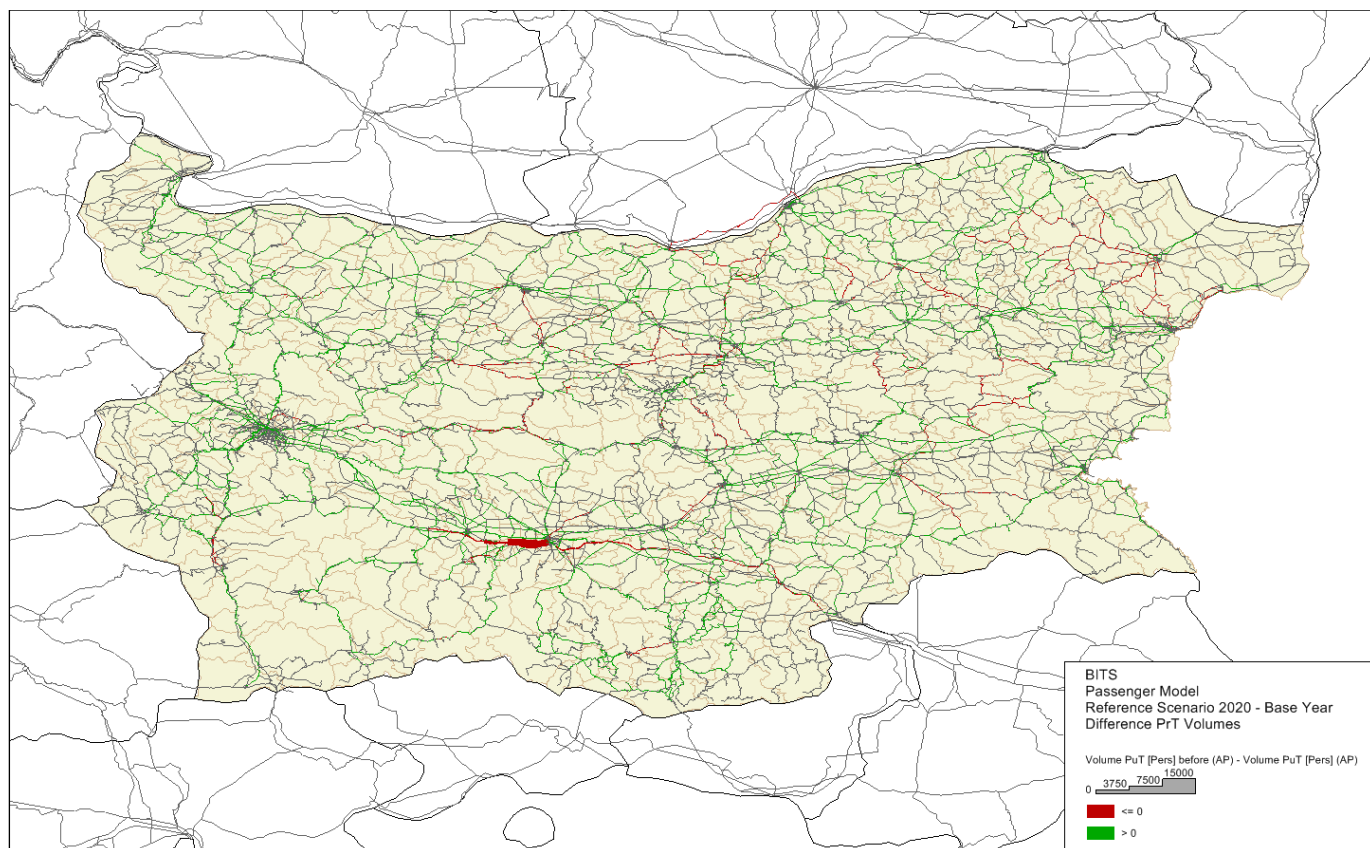 BITS
Passenger Model
Reference Scenario 2020 - Base Year
Difference PrT Volumes
Volume PuT [Pers] before (AP) - Volume PuT [Pers] (AP)
0 3750 7500 15000
<= 0
> 0